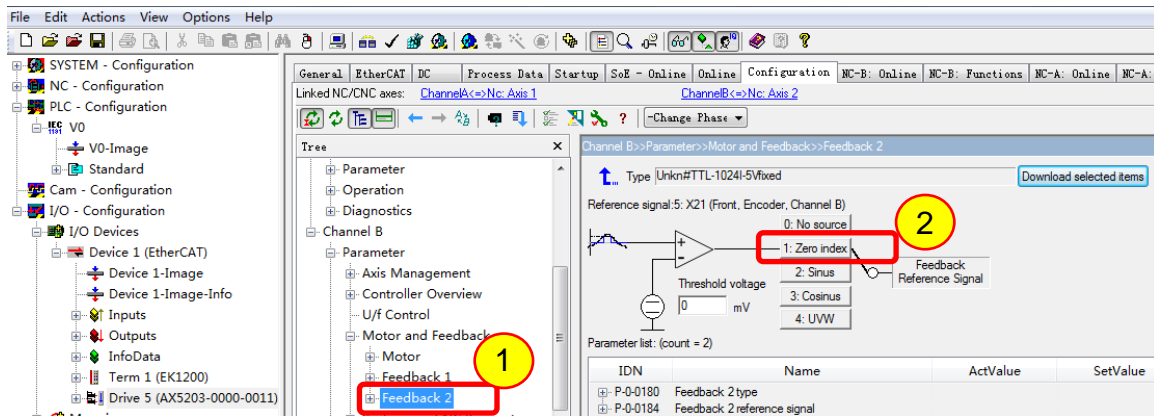 File Edit Actions View Options Help
SYSTEM - Configuration
NC - Configuration
PLC - Configuration
IEC
1131
V0
V0-Image
Standard
Cam - Configuration
I/O - Configuration
I/O Devices
Device 1 (EtherCAT)
Device 1-Image
Device 1-Image-Info
Inputs
Outputs
InfoData
Term 1 (EK1200)
Drive 5 (AX5203-0000-0011)
General EtherCAT DC Process Data Startup SoE - Online Online Configuration NC-B: Online NC-B: Functions NC-A: Online NC-A:
Linked NC/CNC axes: ChannelA<=>Nc: Axis 1 ChannelB<=>Nc: Axis 2
-Change Phase
Tree
Parameter
Operation
Diagnostics
Channel B
Parameter
Axis Management
Controller Overview
U/f Control
Motor and Feedback
Motor
Feedback 1
Feedback 2
1
Channel B>>Parameter>>Motor and Feedback>>Feedback 2
Type Unkn#TTL-1024I-5Vfixed Download selected items
Reference signal:5: X21 (Front, Encoder, Channel B)
0: No source
1: Zero index
2: Sinus
3: Cosinus
4: UVW
2
Feedback
Reference Signal
Threshold voltage
0 mV
Parameter list: (count = 2)
IDN Name ActValue SetValue
P-0-0180 Feedback 2 type
P-0-0184 Feedback 2 reference signal